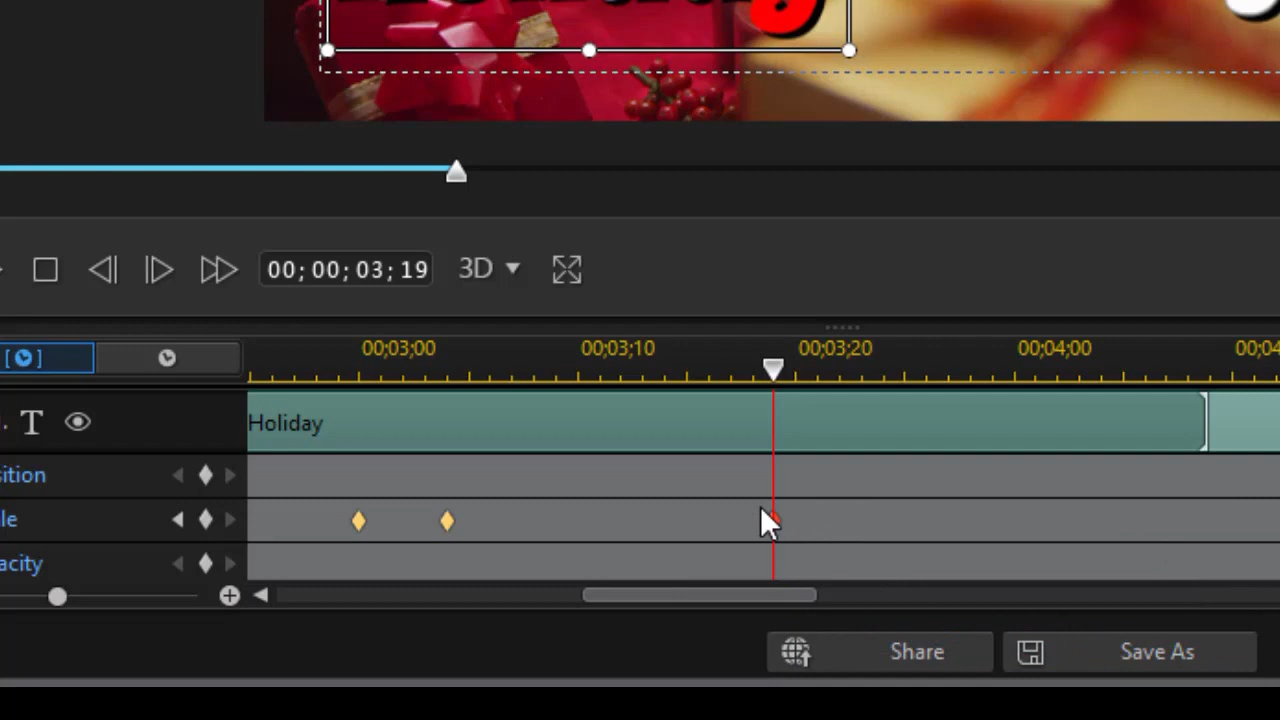 00; 00; 03; 19
3D
00;03;00
00;03;10
00;03;20
00;04;00
00;04
T
Holiday
ition
le
acity
Share
Save As